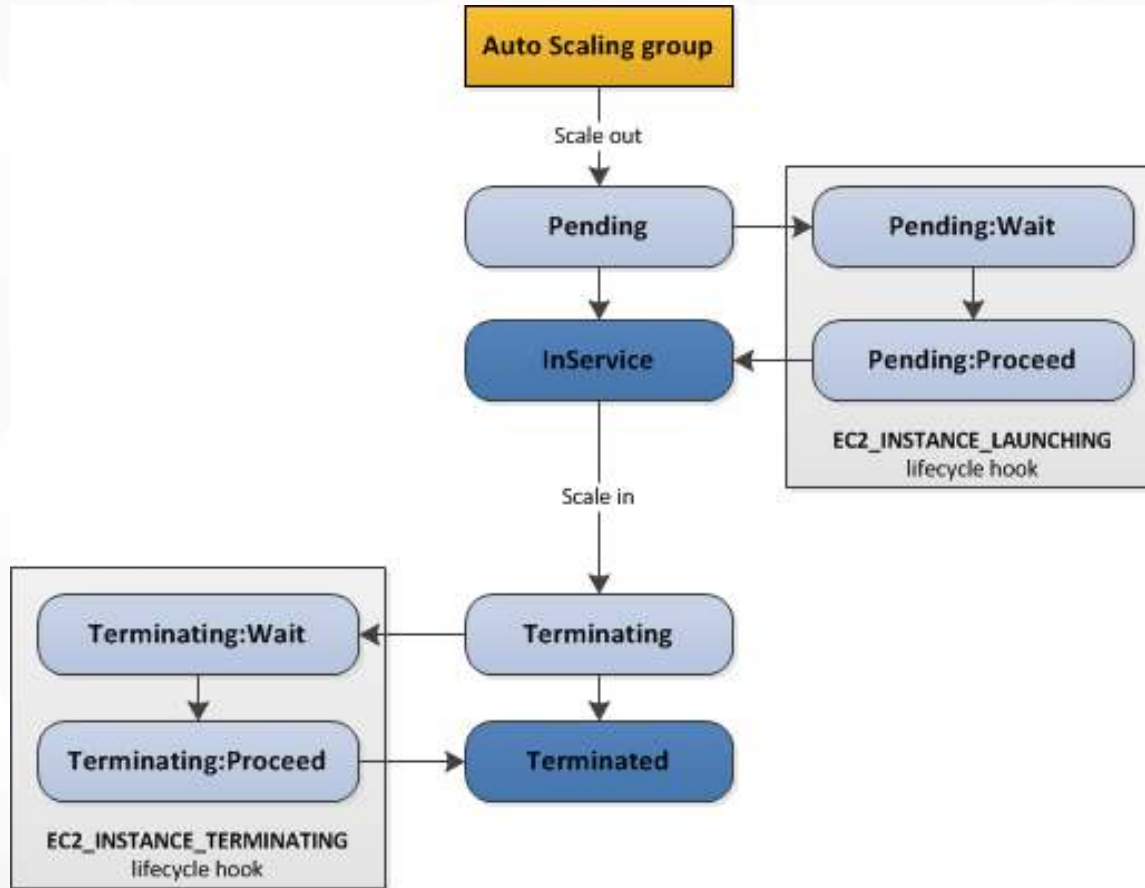 Auto Scaling group
Scale out
Pending
Pending:Wait
InService
Pending:Proceed
EC2_INSTANCE_LAUNCHING
lifecycle hook
Scale in
Terminating:Wait
Terminating
Terminating:Proceed
Terminated
EC2_INSTANCE_TERMINATING
lifecycle hook